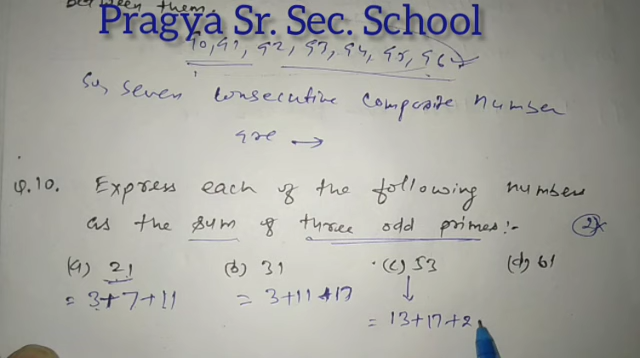 between them.
Pragya Sr. Sec. School
90, 91, 92, 93, 94, 95, 96
So, seven consecutive composite number
are →
Q.10. Express each of the following numbers
as the sum of three odd primes:-
(a) 21 (b) 31 (c) 53 (d) 61
= 3+7+11 = 3+11+17
= 13+17+2